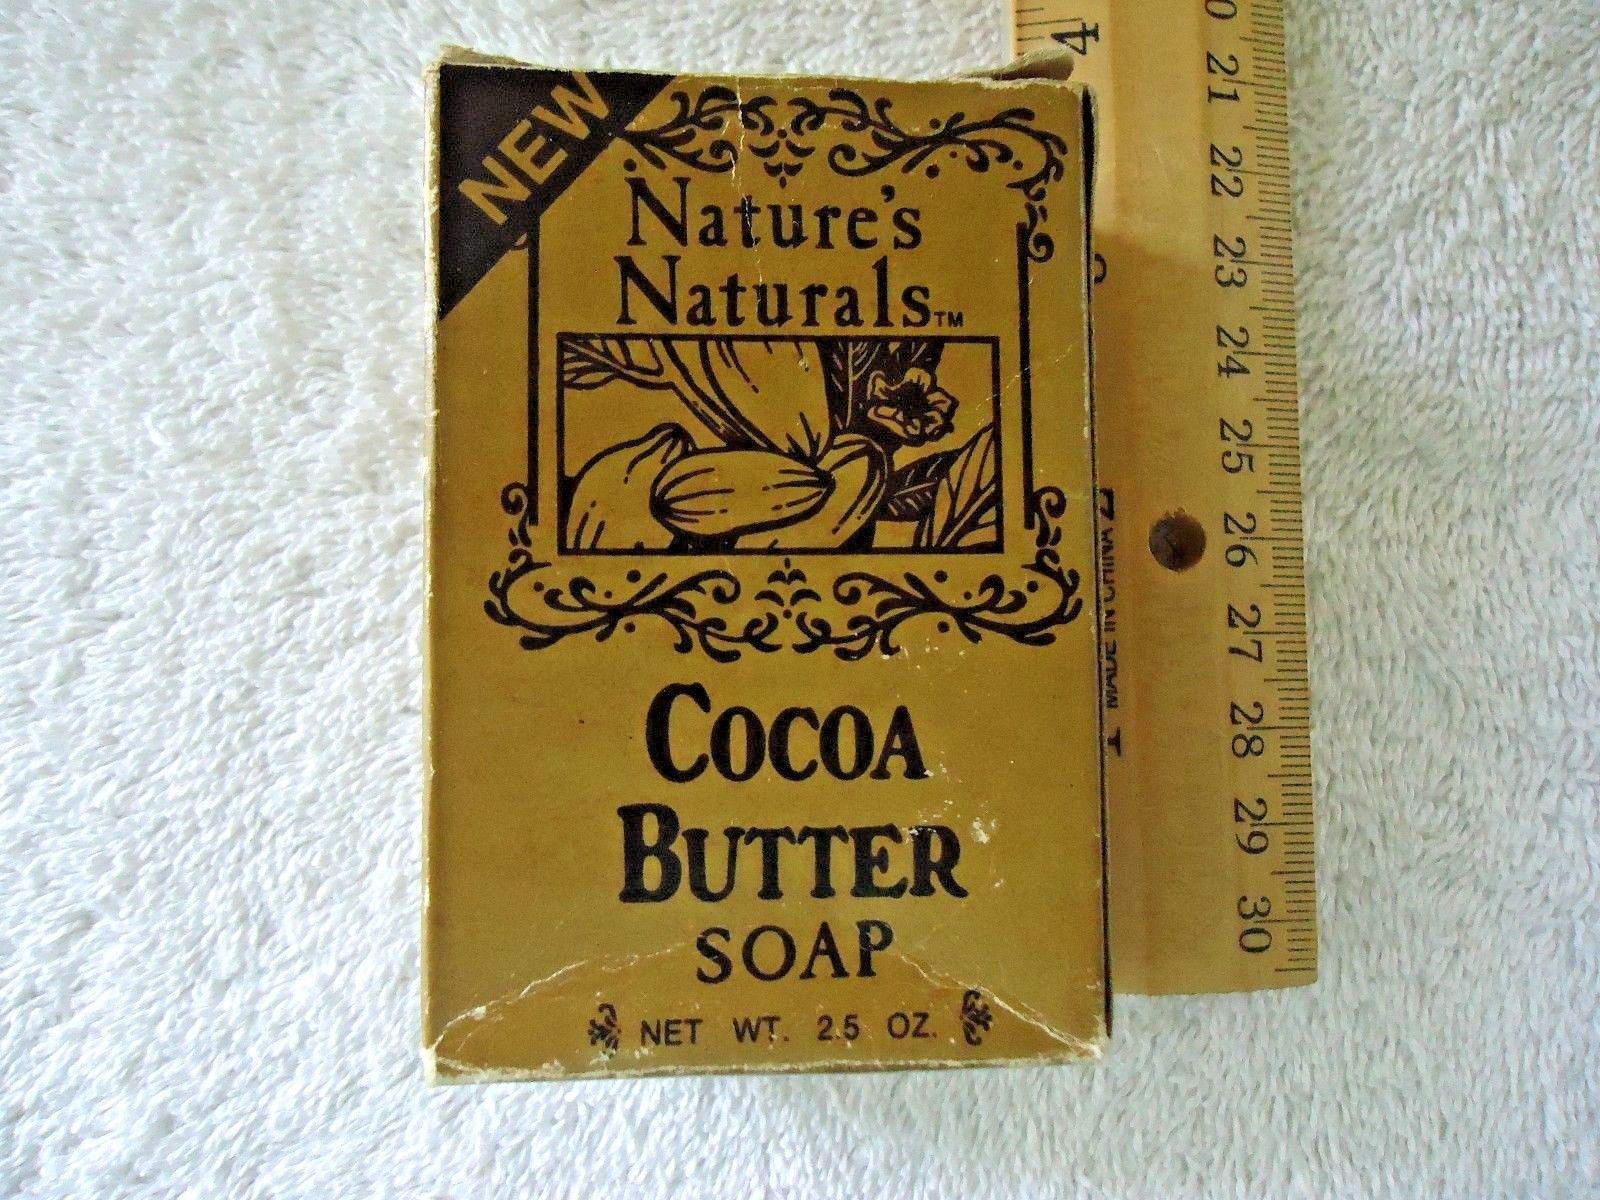 NEW
Nature's
Naturals™
COCOA
BUTTER
SOAP
NET WT. 2.5 OZ.
4
MADE IN CHINA
21
22
23
24
25
26
27
28
29
30